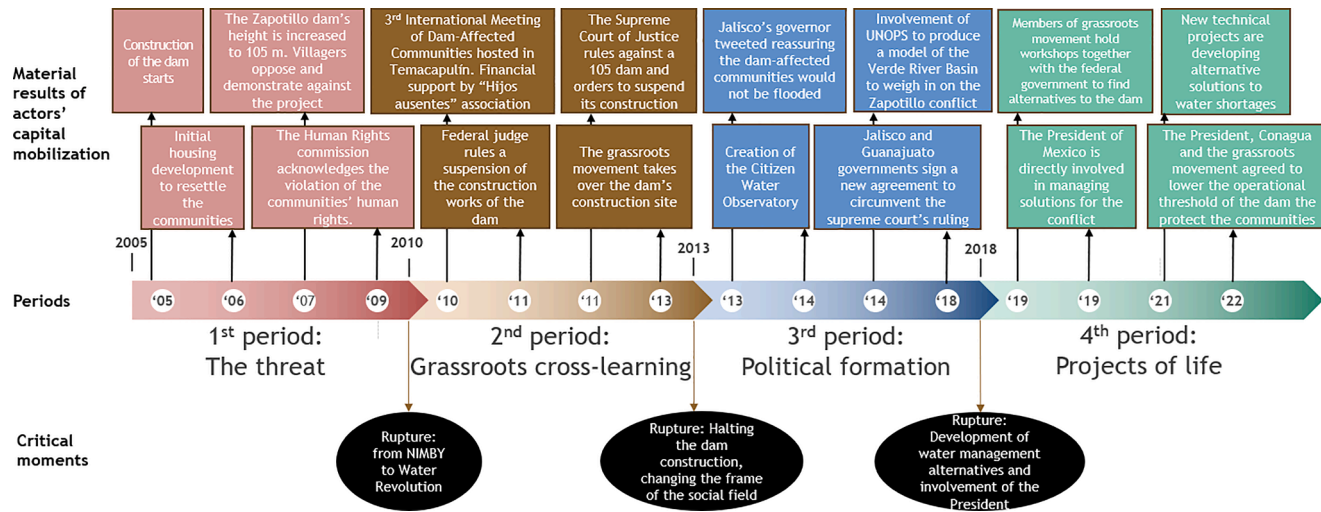 Construction
of the dam
starts
The Zapotillo dam's
height is increased
to 105 m. Villagers
oppose and
demonstrate against
the project
3rd International Meeting
of Dam-Affected
Communities hosted in
Temacapulín. Financial
support by "Hijos
ausentes" association
The Supreme
Court of Justice
rules against a
105 dam and
orders to suspend
its construction
Jalisco's governor
tweeted reassuring
the dam-affected
communities would
not be flooded
Involvement of
UNOPS to produce
a model of the
Verde River Basin
to weigh in on the
Zapotillo conflict
Members of grassroots
movement hold
workshops together
with the federal
government to find
alternatives to the dam
New technical
projects are
developing
alternative
solutions to
water shortages
Material
results of
actors'
capital
mobilization
Initial
housing
development
to resettle
the
communities
The Human Rights
commission
acknowledges the
violation of the
communities' human
rights.
Federal judge
rules a
suspension of
the construction
works of the
dam
The grassroots
movement takes
over the dam's
construction site
Creation of
the Citizen
Water
Observatory
Jalisco and
Guanajuato
governments sign a
new agreement to
circumvent the
supreme court's ruling
The President of
Mexico is
directly involved
in managing
solutions for the
conflict
The President, Conagua
and the grassroots
movement agreed to
lower the operational
threshold of the dam the
protect the communities
2005
2010
2013
2018
Periods
'05
'06
'07
'09
'10
'11
'11
'13
'13
'14
'14
'18
'19
'19
'21
'22
1st period:
The threat
2nd period:
Grassroots cross-learning
3rd period:
Political formation
4th period:
Projects of life
Critical
moments
Rupture:
from NIMBY
to Water
Revolution
Rupture: Halting
the dam
construction,
changing the frame
of the social field
Rupture:
Development of
water management
alternatives and
involvement of the
President